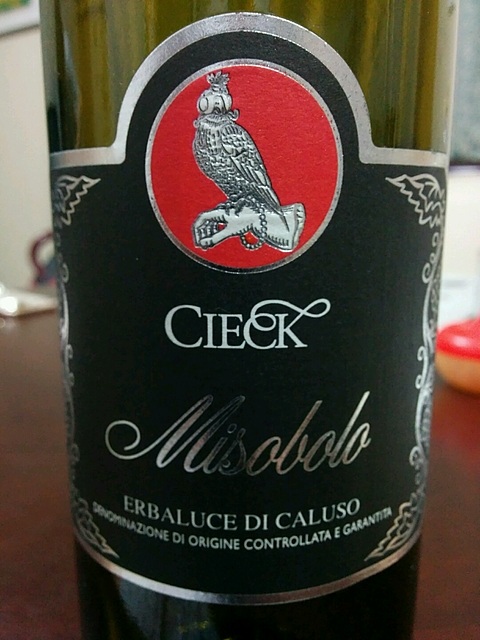 CIECK
Misobolo
ERBALUCE DI CALUSO
DENOMINAZIONE DI ORIGINE CONTROLLATA E GARANTITA